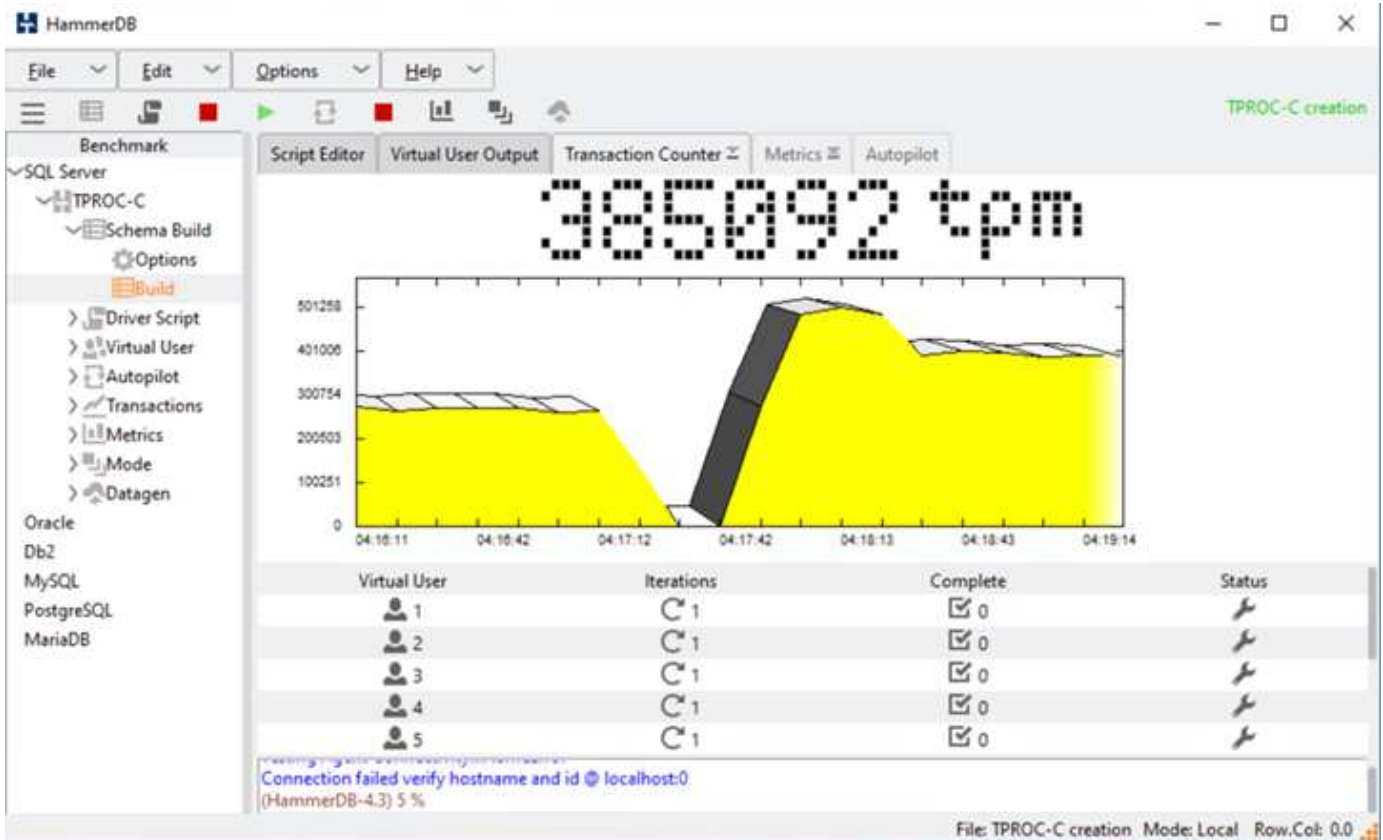 HammerDB
File Edit Options Help
TPROC-C creation
Benchmark
SQL Server
TPROC-C
Schema Build
Options
Build
Driver Script
Virtual User
Autopilot
Transactions
Metrics
Mode
Datagen
Oracle
Db2
MySQL
PostgreSQL
MariaDB
Script Editor Virtual User Output Transaction Counter Metrics Autopilot
385092 tpm
501258
401006
300754
200503
100251
0
04:16:11 04:16:42 04:17:12 04:17:42 04:18:13 04:18:43 04:19:14
Virtual User Iterations Complete Status
1 1 0
2 1 0
3 1 0
4 1 0
5 1 0
Connection failed verify hostname and id @ localhost:0
(HammerDB-4.3) 5 %
File: TPROC-C creation Mode: Local Row.Col: 0.0